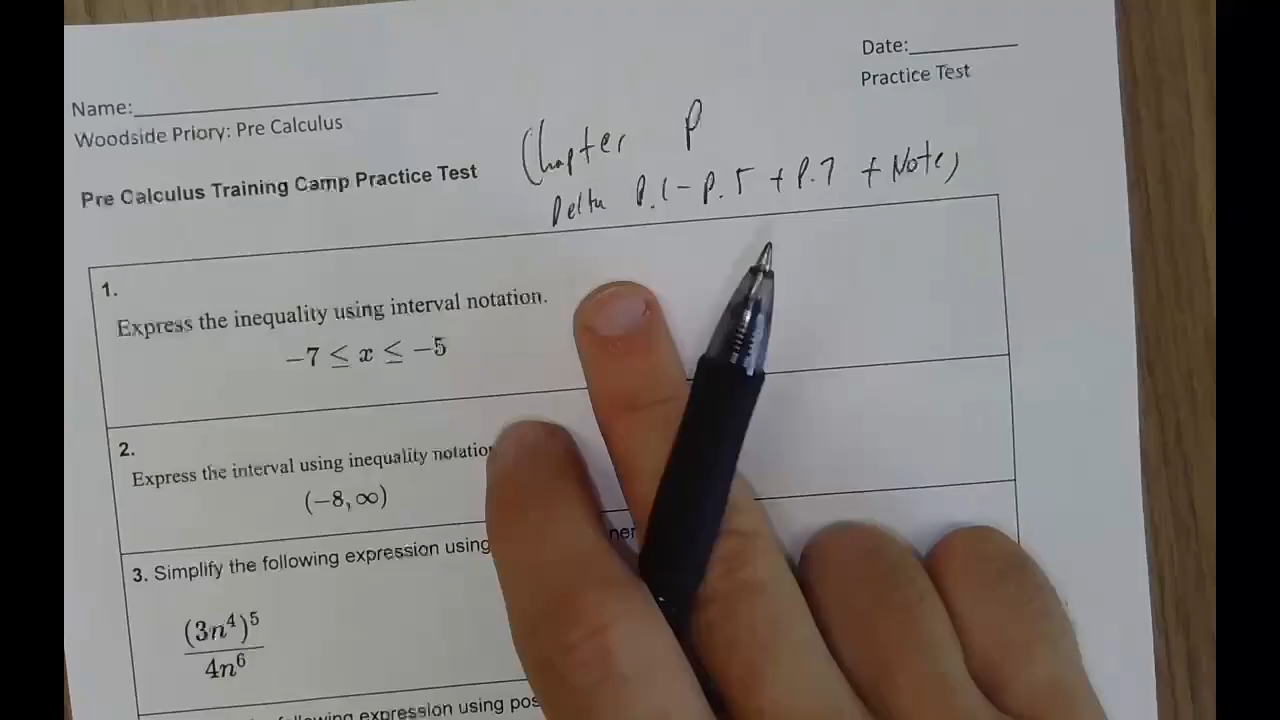 Date:
Name:
Practice Test
Woodside Priory: Pre Calculus
Chapter P
Pre Calculus Training Camp Practice Test
Delta P.1-P.5 + P.7 + Notes
1.
Express the inequality using interval notation.
−7 ≤ x ≤ −5
2.
Express the interval using inequality notation
(−8, ∞)
3. Simplify the following expression using
(3n⁴)⁵
4n⁶
following expression using pos